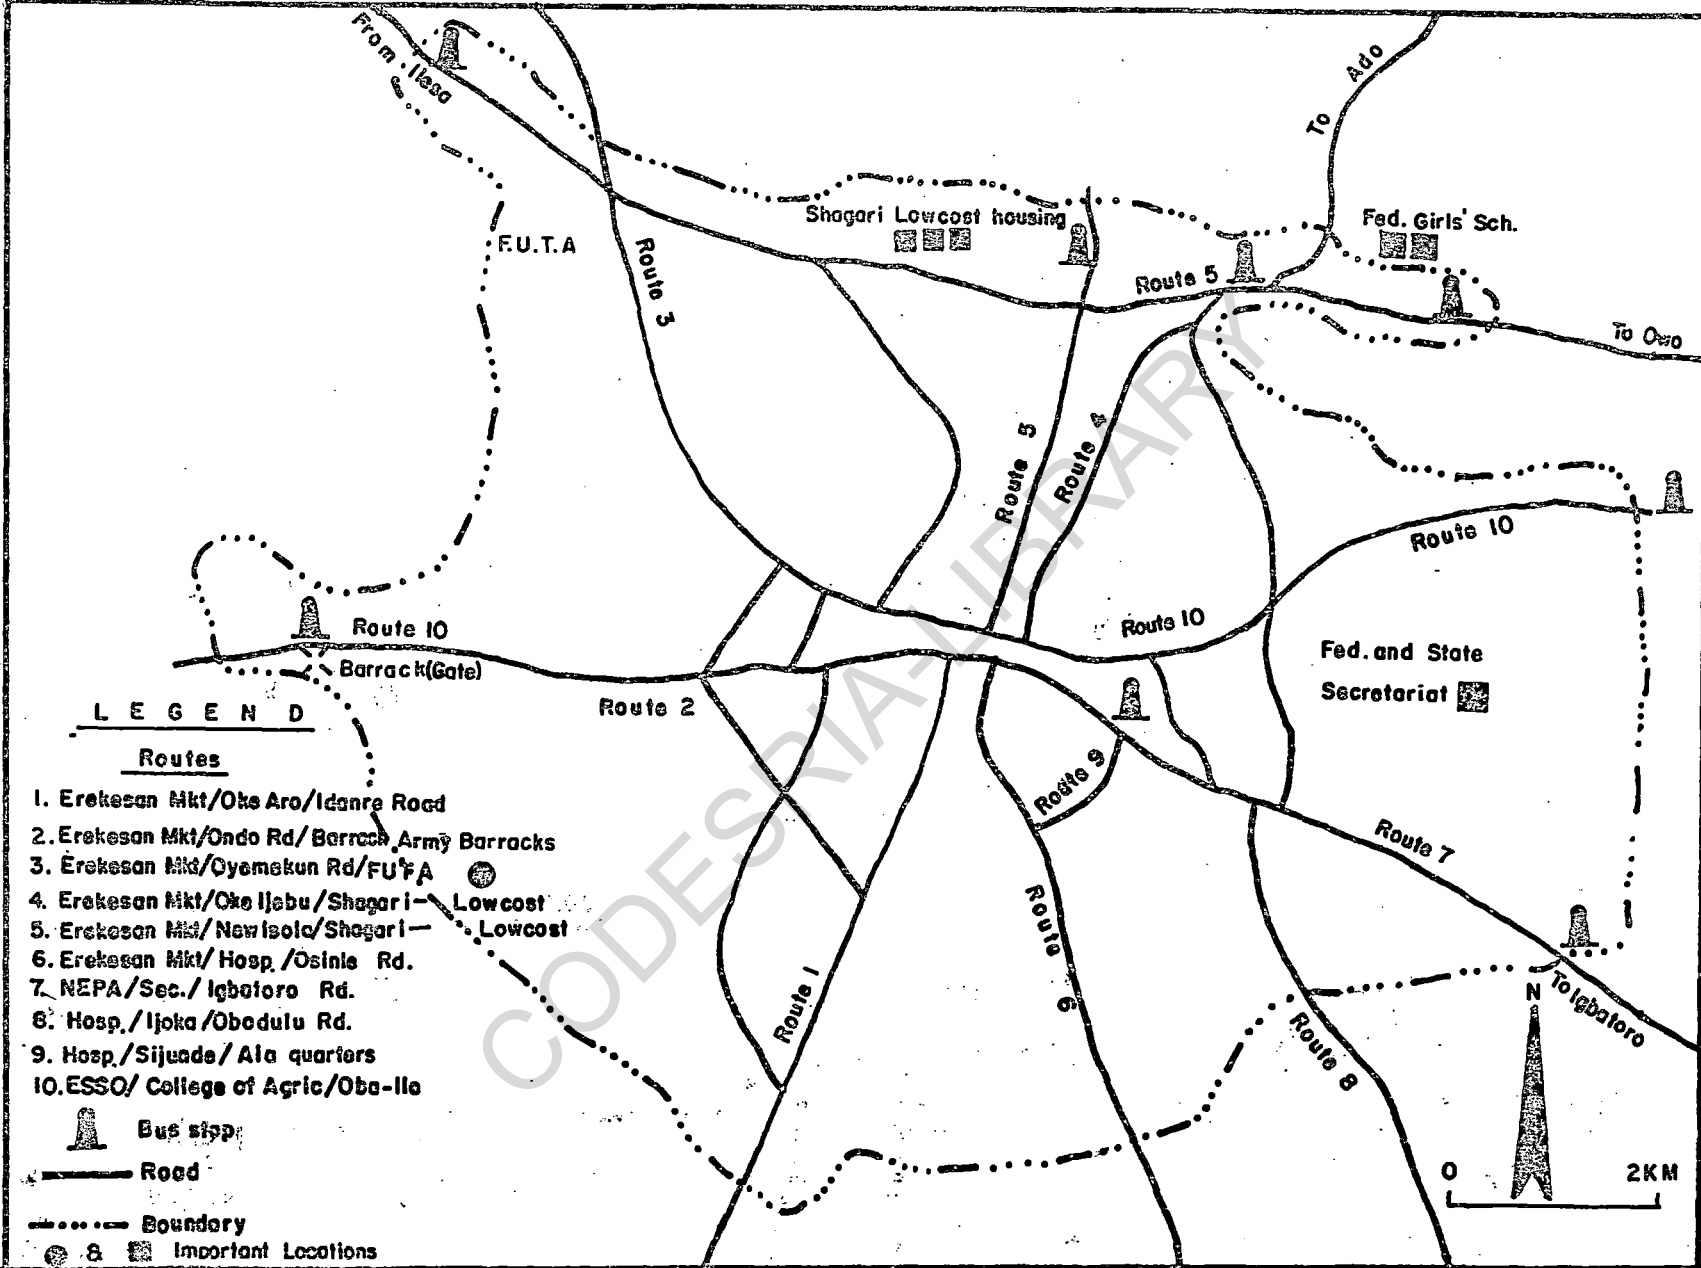 From Ilesa
To Ado
Shagari Lowcost housing
Fed. Girls' Sch.
F.U.T.A
Route 3
Route 5
To Owo
Route 5
Route 4
Route 10
Route 10
Route 10
Barrack(Gate)
Route 2
Fed. and State
Secretariat
Route 9
Route 7
Route 6
Route 1
Route 8
To Igbatoro
N
0 2KM
LEGEND
Routes
1. Erekesan Mkt/Oke Aro/Idanre Road
2. Erekesan Mkt/Ondo Rd/Barrack Army Barracks
3. Erekesan Mkt/Oyemekun Rd/FUTA
4. Erekesan Mkt/Oke Ijebu/Shagari- Lowcost
5. Erekesan Mkt/New Isolo/Shagari- Lowcost
6. Erekesan Mkt/Hosp./Osinle Rd.
7. NEPA/Sec./Igbatoro Rd.
8. Hosp./Ijoka/Obadulu Rd.
9. Hosp./Sijuade/Ala quarters
10. ESSO/College of Agric/Oba-Ile
Bus stop
Road
Boundary
& Important Locations
CODESRIA-LIBRARY